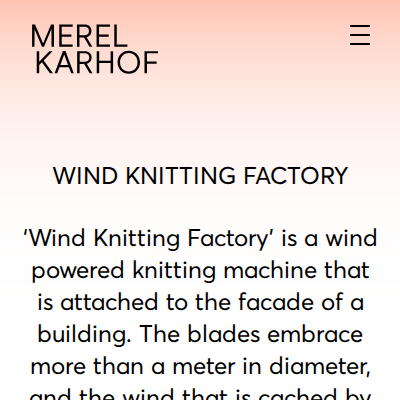 MEREL
KARHOF
WIND KNITTING FACTORY
‘Wind Knitting Factory’ is a wind
powered knitting machine that
is attached to the facade of a
building. The blades embrace
more than a meter in diameter,
and the wind that is cached by